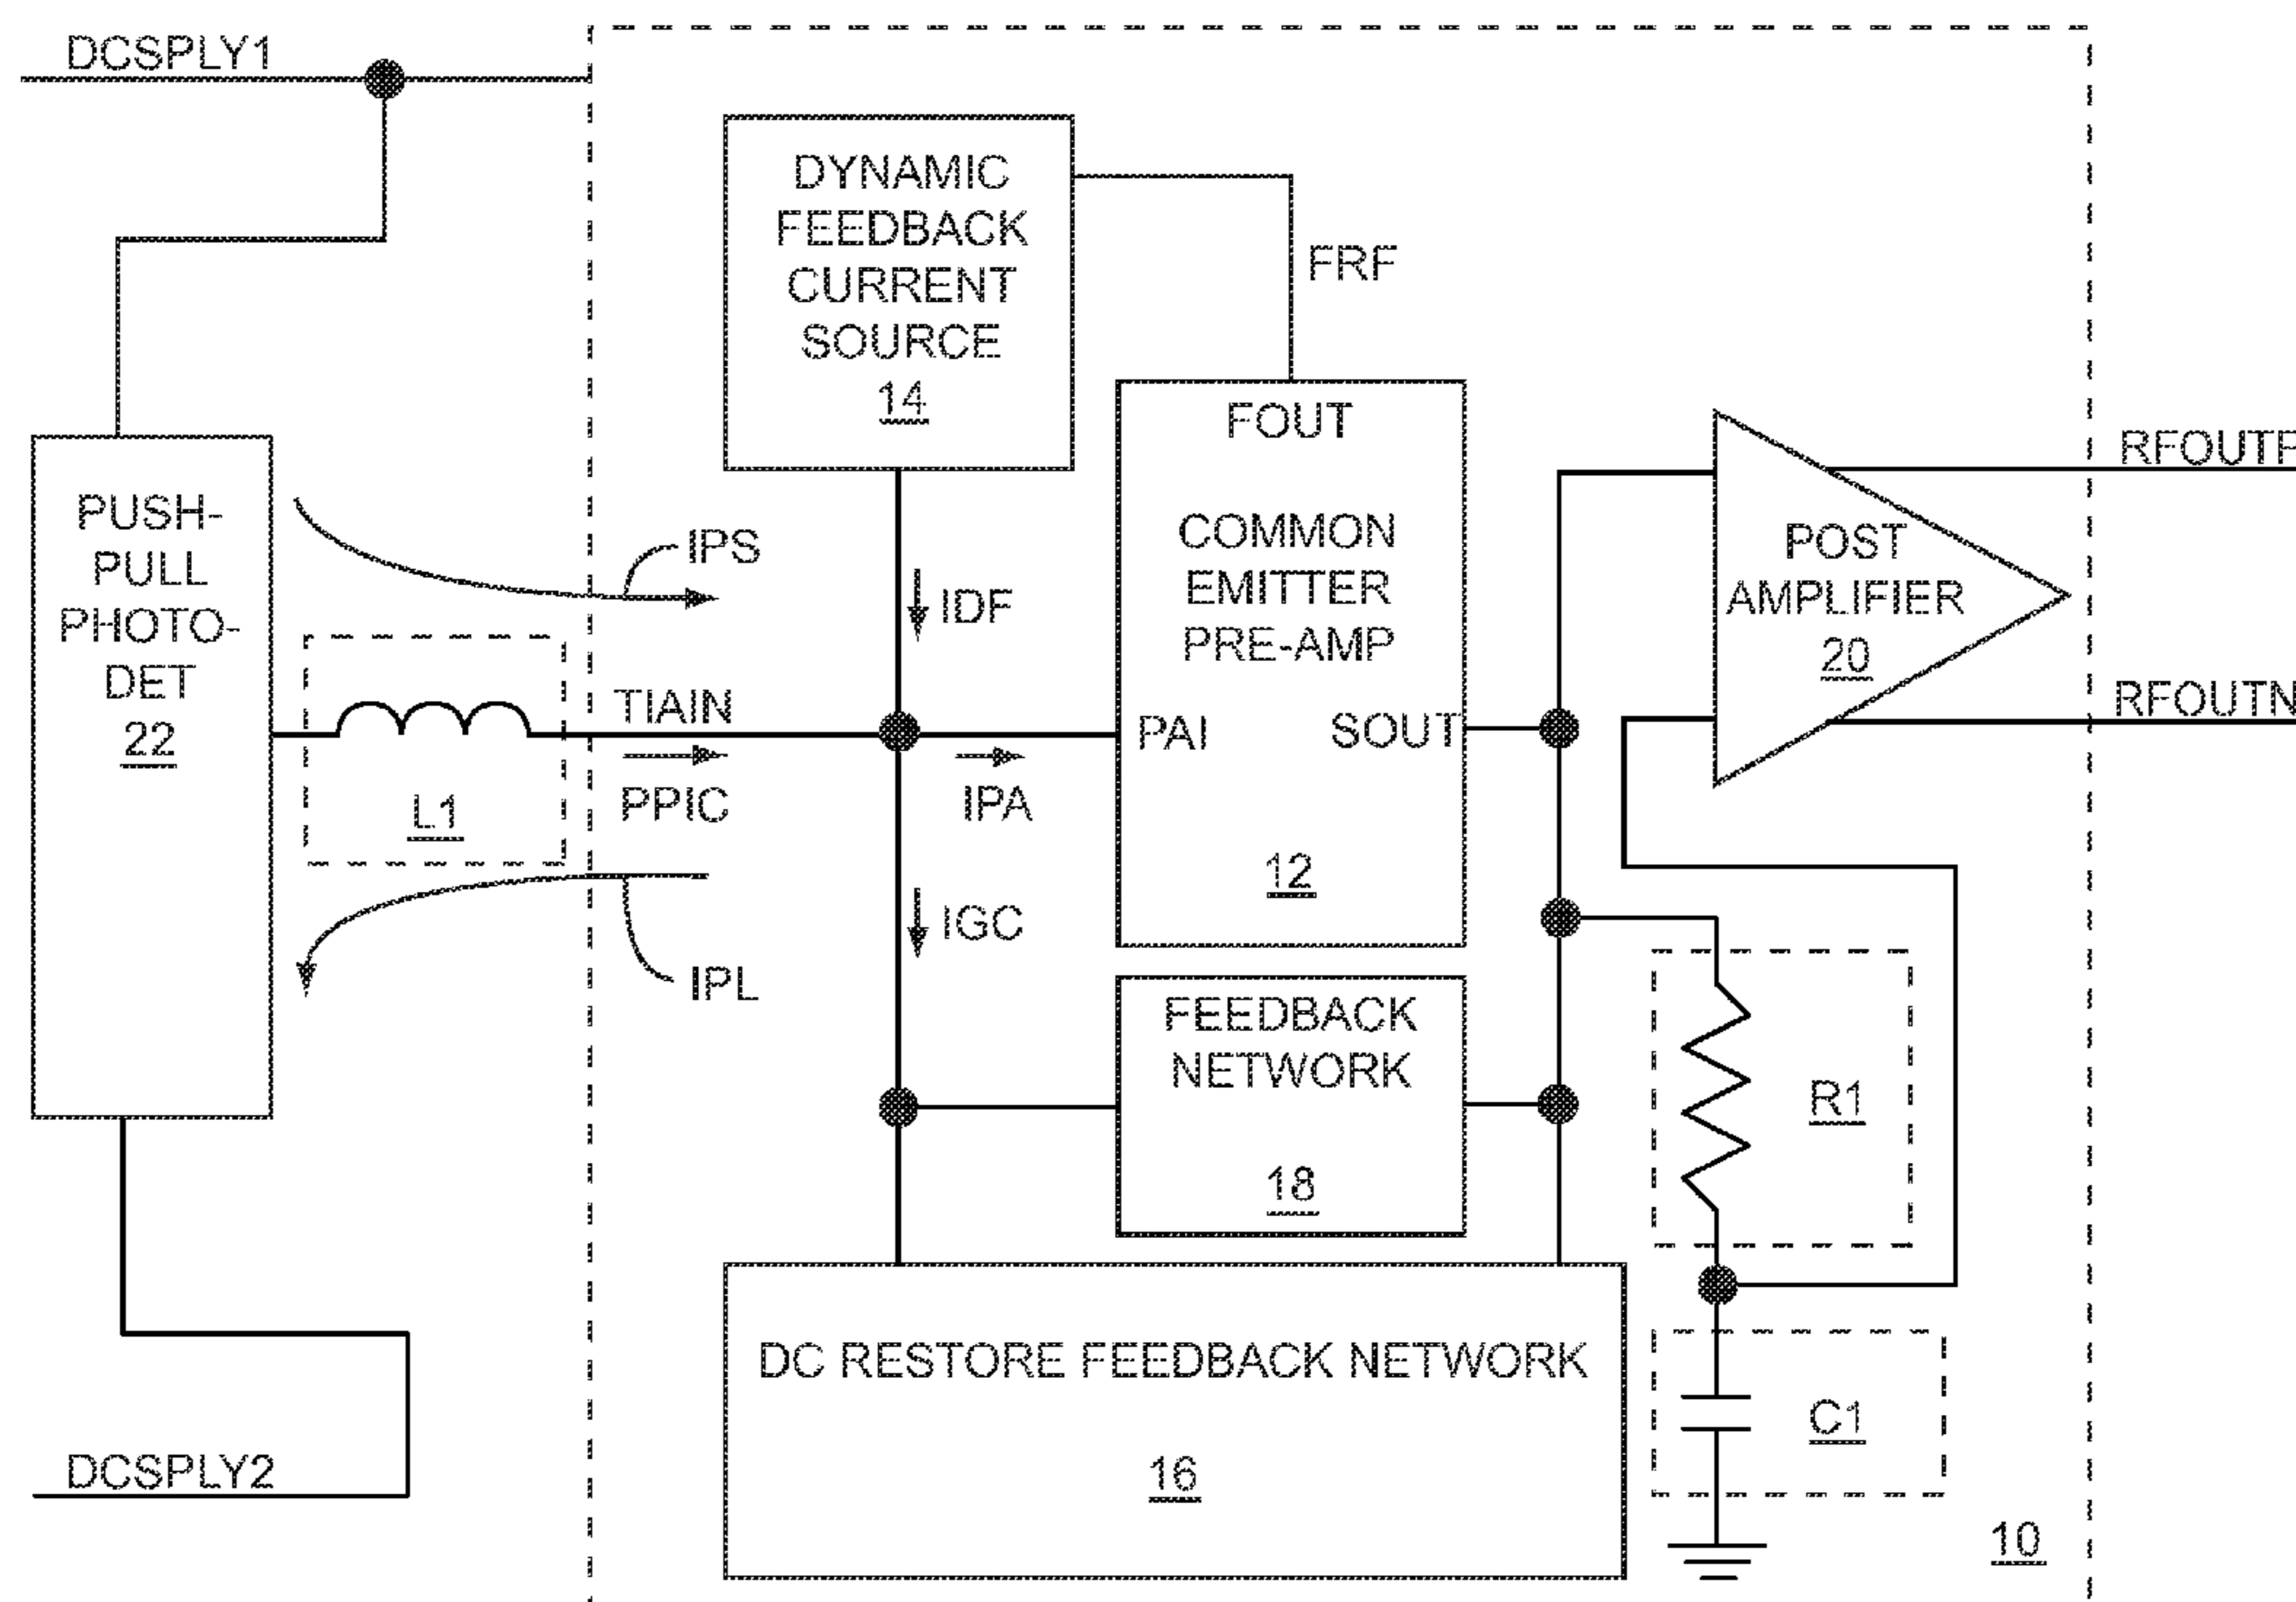 DCSPLY1
DYNAMIC
FEEDBACK
CURRENT
SOURCE
14
FRF
FOUT
COMMON
EMITTER
PRE-AMP
PAI
SOUT
12
RFOUTP
POST
AMPLIFIER
20
RFOUTN
PUSH-
PULL
PHOTO-
DET
22
IPS
IDF
TIAIN
PPIC
IPA
L1
IGC
IPL
FEEDBACK
NETWORK
18
R1
DC RESTORE FEEDBACK NETWORK
16
C1
DCSPLY2
10